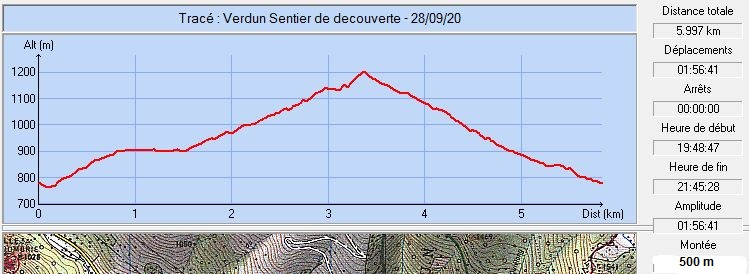 Tracé : Verdun Sentier de decouverte - 28/09/20
Alt (m)
1200
1100
1000
900
800
700
0
1
2
3
4
5
Dist (km)
Distance totale
5.997 km
Déplacements
01:56:41
Arrêts
00:00:00
Heure de début
19:48:47
Heure de fin
21:45:28
Amplitude
01:56:41
Montée
500 m